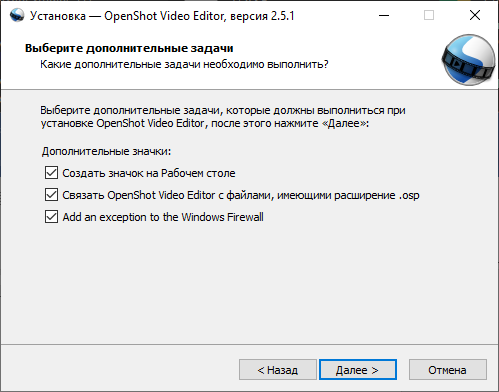 Установка — OpenShot Video Editor, версия 2.5.1
Выберите дополнительные задачи
Какие дополнительные задачи необходимо выполнить?
Выберите дополнительные задачи, которые должны выполниться при
установке OpenShot Video Editor, после этого нажмите «Далее»:
Дополнительные значки:
Создать значок на Рабочем столе
Связать OpenShot Video Editor с файлами, имеющими расширение .osp
Add an exception to the Windows Firewall
< Назад
Далее >
Отмена